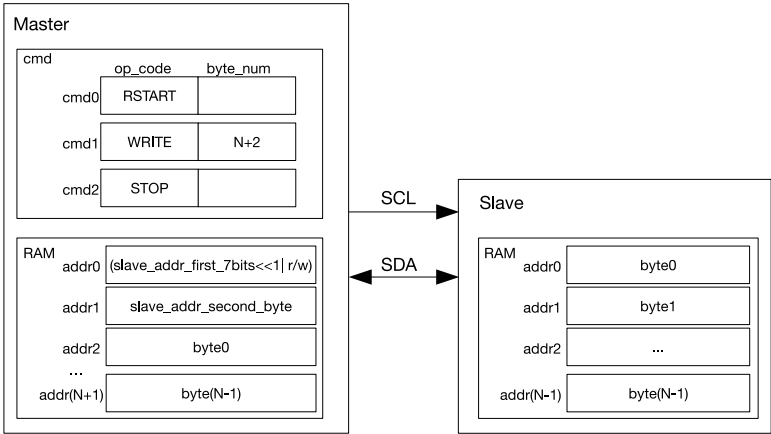 Master
cmd
op_code byte_num
cmd0 RSTART
cmd1 WRITE N+2
cmd2 STOP
RAM
addr0 (slave_addr_first_7bits<<1| r/w)
addr1 slave_addr_second_byte
addr2 byte0
...
addr(N+1) byte(N-1)
SCL
SDA
Slave
RAM
addr0 byte0
addr1 byte1
addr2 ...
addr(N-1) byte(N-1)